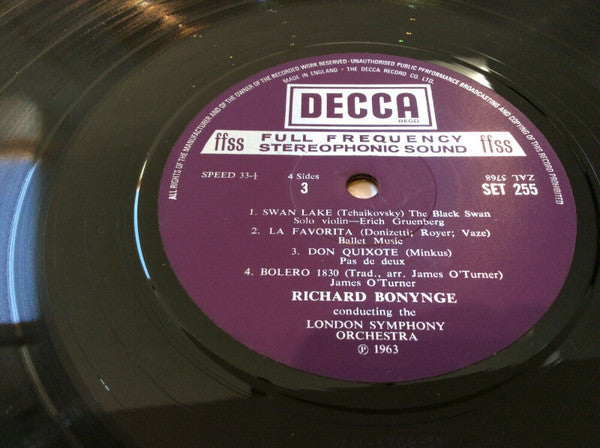 ALL RIGHTS OF THE MANUFACTURER AND OF THE OWNER OF THE RECORDED WORK RESERVED · UNAUTHORISED PUBLIC PERFORMANCE BROADCASTING AND COPYING OF THIS RECORD PROHIBITED
MADE IN ENGLAND · THE DECCA RECORD CO. LTD.
DECCA
REGD.
ffss FULL FREQUENCY ffss
STEREOPHONIC SOUND
SPEED 33-⅓ 4 Sides ZAL 5768
3 SET 255
1. SWAN LAKE (Tchaikovsky) The Black Swan
Solo violin—Erich Gruenberg
2. LA FAVORITA (Donizetti; Royer; Vaze)
Ballet Music
3. DON QUIXOTE (Minkus)
Pas de deux
4. BOLERO 1830 (Trad., arr. James O'Turner)
James O'Turner
RICHARD BONYNGE
conducting the
LONDON SYMPHONY
ORCHESTRA
℗ 1963